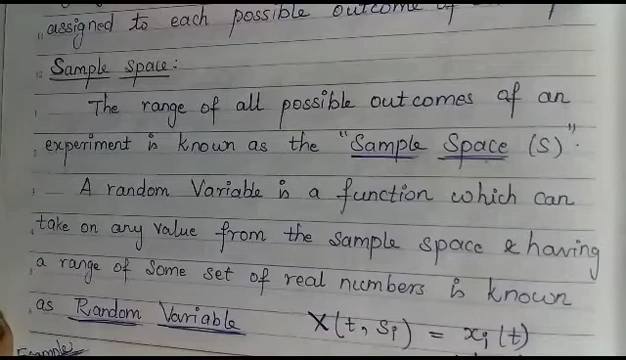 assigned to each possible outcome of
Sample space:
The range of all possible outcomes of an
experiment is known as the "Sample Space (S)".
A random Variable is a function which can
take on any value from the sample space & having
a range of some set of real numbers is known
as Random Variable X(t, Si) = xi(t)
Example